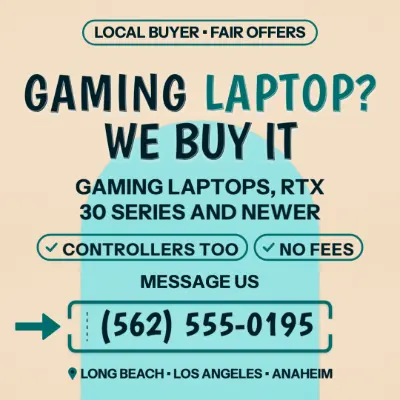 LOCAL BUYER • FAIR OFFERS
GAMING LAPTOP?
WE BUY IT
GAMING LAPTOPS, RTX
30 SERIES AND NEWER
CONTROLLERS TOO
NO FEES
MESSAGE US
(562) 555-0195
LONG BEACH • LOS ANGELES • ANAHEIM